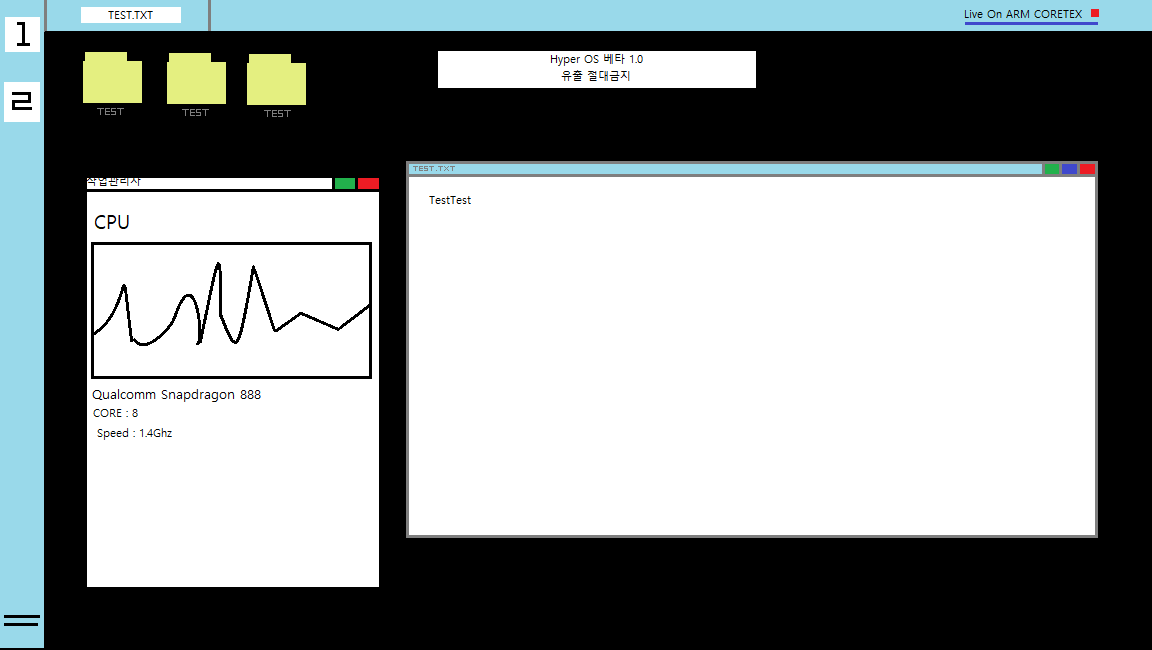 1
TEST.TXT
Live On ARM CORETEX
2
Hyper OS 베타 1.0
유출 절대금지
TEST
TEST
TEST
작업관리자
CPU
Qualcomm Snapdragon 888
CORE : 8
Speed : 1.4Ghz
TEST.TXT
TestTest